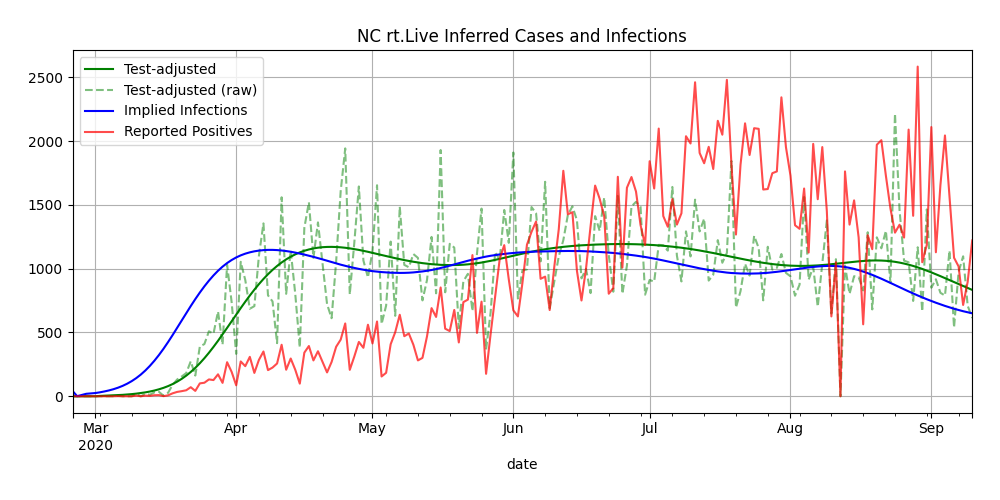 NC rt.Live Inferred Cases and Infections
Test-adjusted
Test-adjusted (raw)
Implied Infections
Reported Positives
2500
2000
1500
1000
500
0
Mar Apr May Jun Jul Aug Sep
2020
date